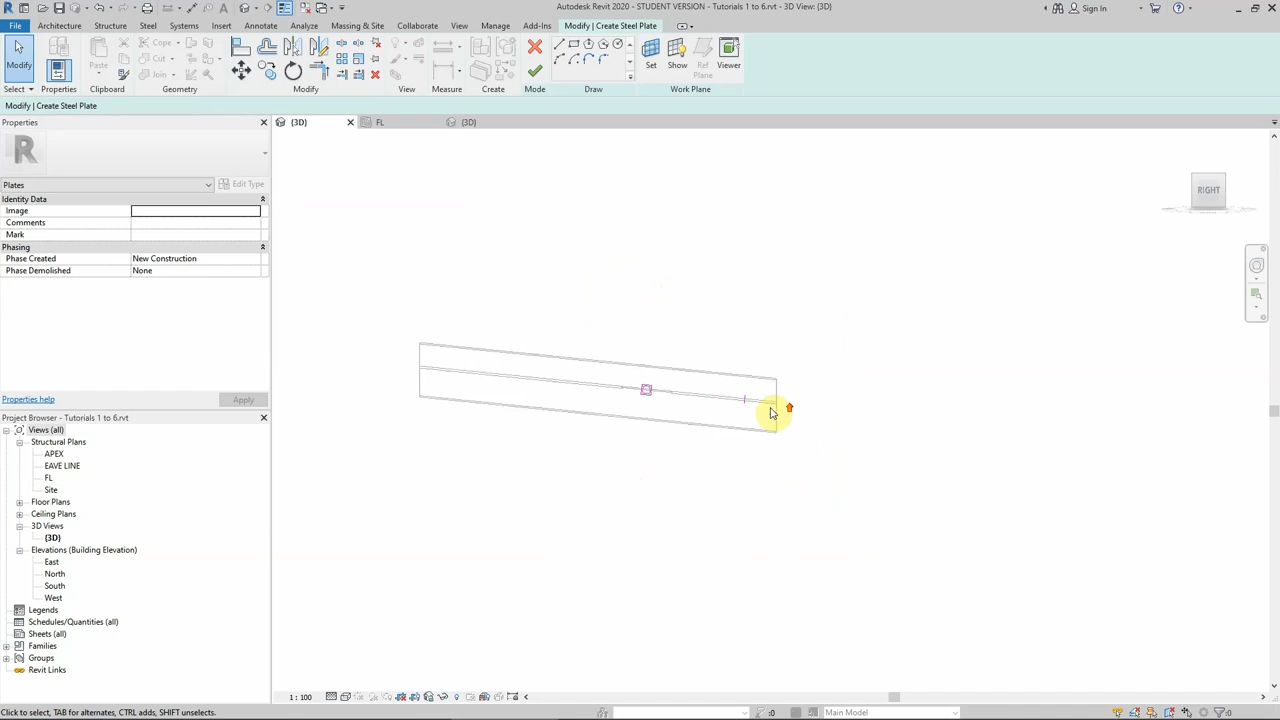 Autodesk Revit 2020 - STUDENT VERSION - Tutorials 1 to 6.rvt - 3D View: {3D}
Sign In
File Architecture Structure Steel Systems Insert Annotate Analyze Massing & Site Collaborate View Manage Add-Ins Modify | Create Steel Plate
Modify
Paste
Cope
Cut
Join
Set Show Ref Plane Viewer
Select Properties Clipboard Geometry Modify View Measure Create Mode Draw Work Plane
Modify | Create Steel Plate
Properties
{3D} FL {3D}
Plates Edit Type
Identity Data
Image
Comments
Mark
Phasing
Phase Created New Construction
Phase Demolished None
Properties help Apply
RIGHT
Project Browser - Tutorials 1 to 6.rvt
Views (all)
Structural Plans
APEX
EAVE LINE
FL
Site
Floor Plans
Ceiling Plans
3D Views
{3D}
Elevations (Building Elevation)
East
North
South
West
Legends
Schedules/Quantities (all)
Sheets (all)
Families
Groups
Revit Links
1 : 100
Click to select, TAB for alternates, CTRL adds, SHIFT unselects.
:0
Main Model
:0